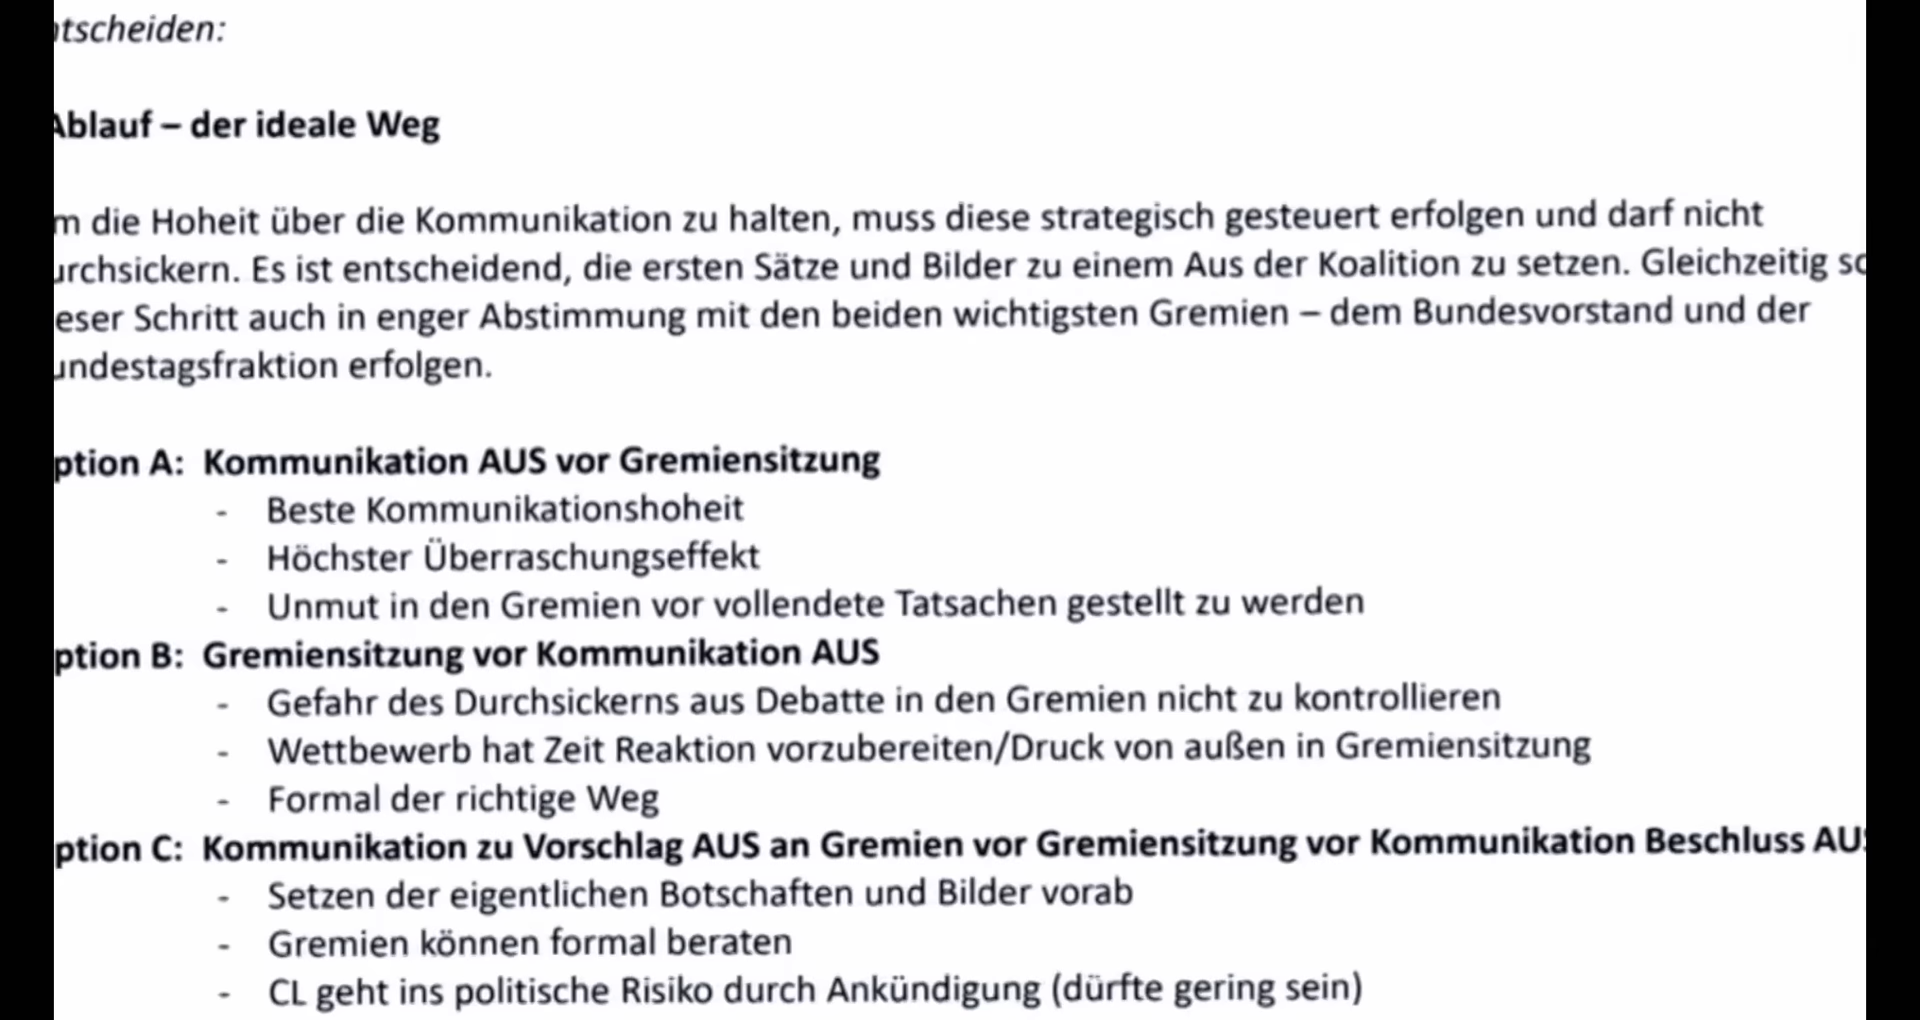 tscheiden:
Ablauf – der ideale Weg
m die Hoheit über die Kommunikation zu halten, muss diese strategisch gesteuert erfolgen und darf nicht
urchsickern. Es ist entscheidend, die ersten Sätze und Bilder zu einem Aus der Koalition zu setzen. Gleichzeitig so
eser Schritt auch in enger Abstimmung mit den beiden wichtigsten Gremien – dem Bundesvorstand und der
undestagsfraktion erfolgen.
ption A: Kommunikation AUS vor Gremiensitzung
- Beste Kommunikationshoheit
- Höchster Überraschungseffekt
- Unmut in den Gremien vor vollendete Tatsachen gestellt zu werden
ption B: Gremiensitzung vor Kommunikation AUS
- Gefahr des Durchsickerns aus Debatte in den Gremien nicht zu kontrollieren
- Wettbewerb hat Zeit Reaktion vorzubereiten/Druck von außen in Gremiensitzung
- Formal der richtige Weg
ption C: Kommunikation zu Vorschlag AUS an Gremien vor Gremiensitzung vor Kommunikation Beschluss AUS
- Setzen der eigentlichen Botschaften und Bilder vorab
- Gremien können formal beraten
- CL geht ins politische Risiko durch Ankündigung (dürfte gering sein)